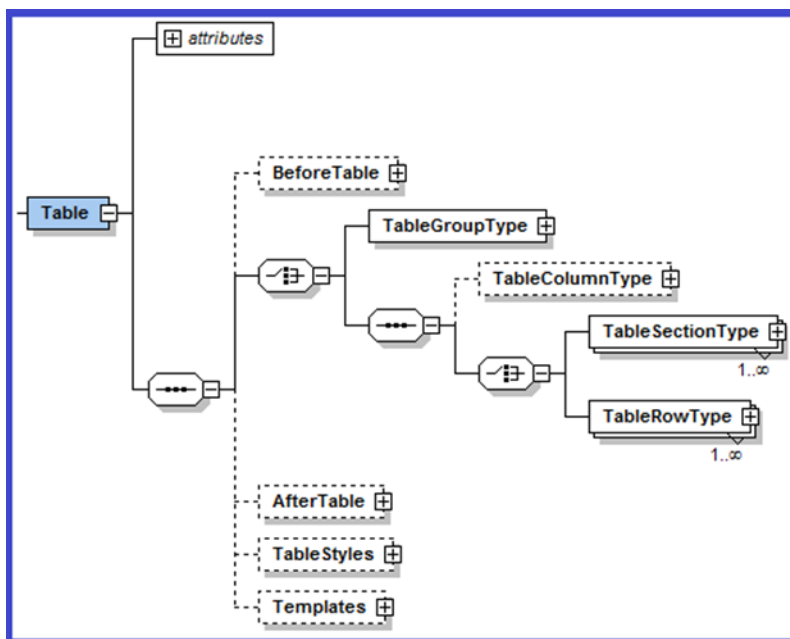 attributes
BeforeTable
Table
TableGroupType
TableColumnType
TableSectionType
1..∞
TableRowType
1..∞
AfterTable
TableStyles
Templates